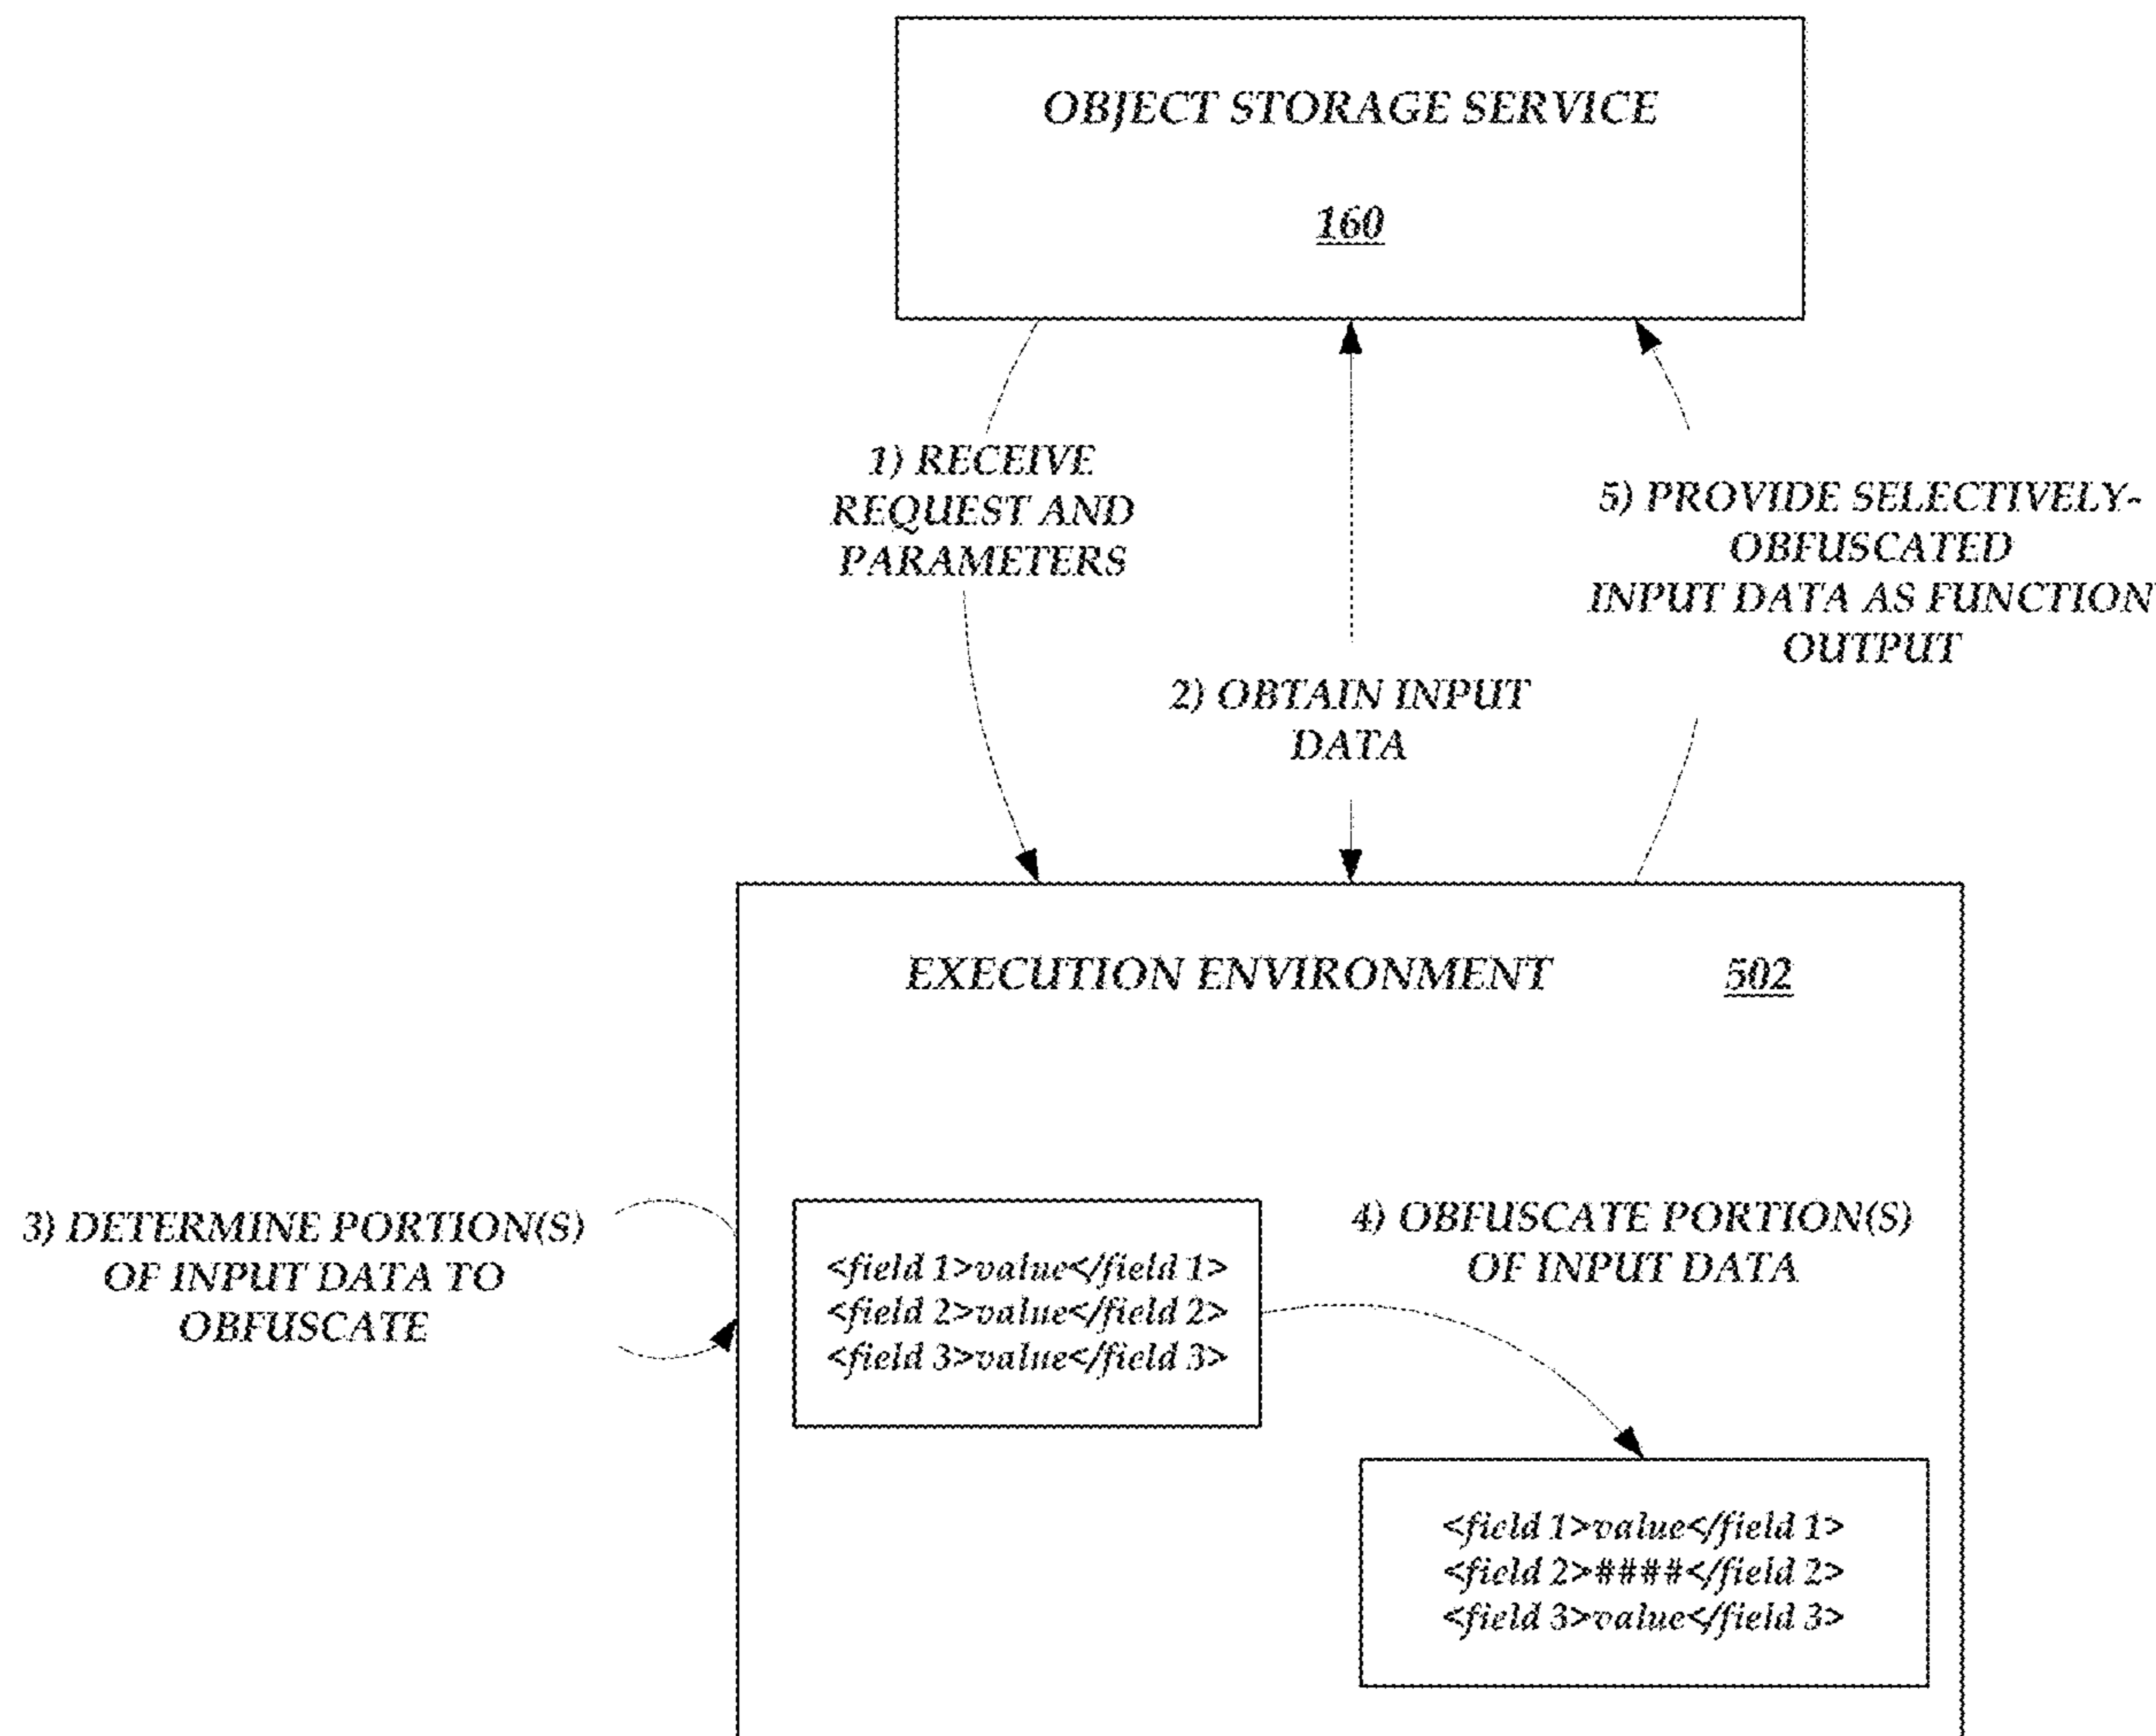 OBJECT STORAGE SERVICE
160
1) RECEIVE
REQUEST AND
PARAMETERS
2) OBTAIN INPUT
DATA
5) PROVIDE SELECTIVELY-
OBFUSCATED
INPUT DATA AS FUNCTION
OUTPUT
EXECUTION ENVIRONMENT 502
3) DETERMINE PORTION(S)
OF INPUT DATA TO
OBFUSCATE
<field 1>value</field 1>
<field 2>value</field 2>
<field 3>value</field 3>
4) OBFUSCATE PORTION(S)
OF INPUT DATA
<field 1>value</field 1>
<field 2>####</field 2>
<field 3>value</field 3>